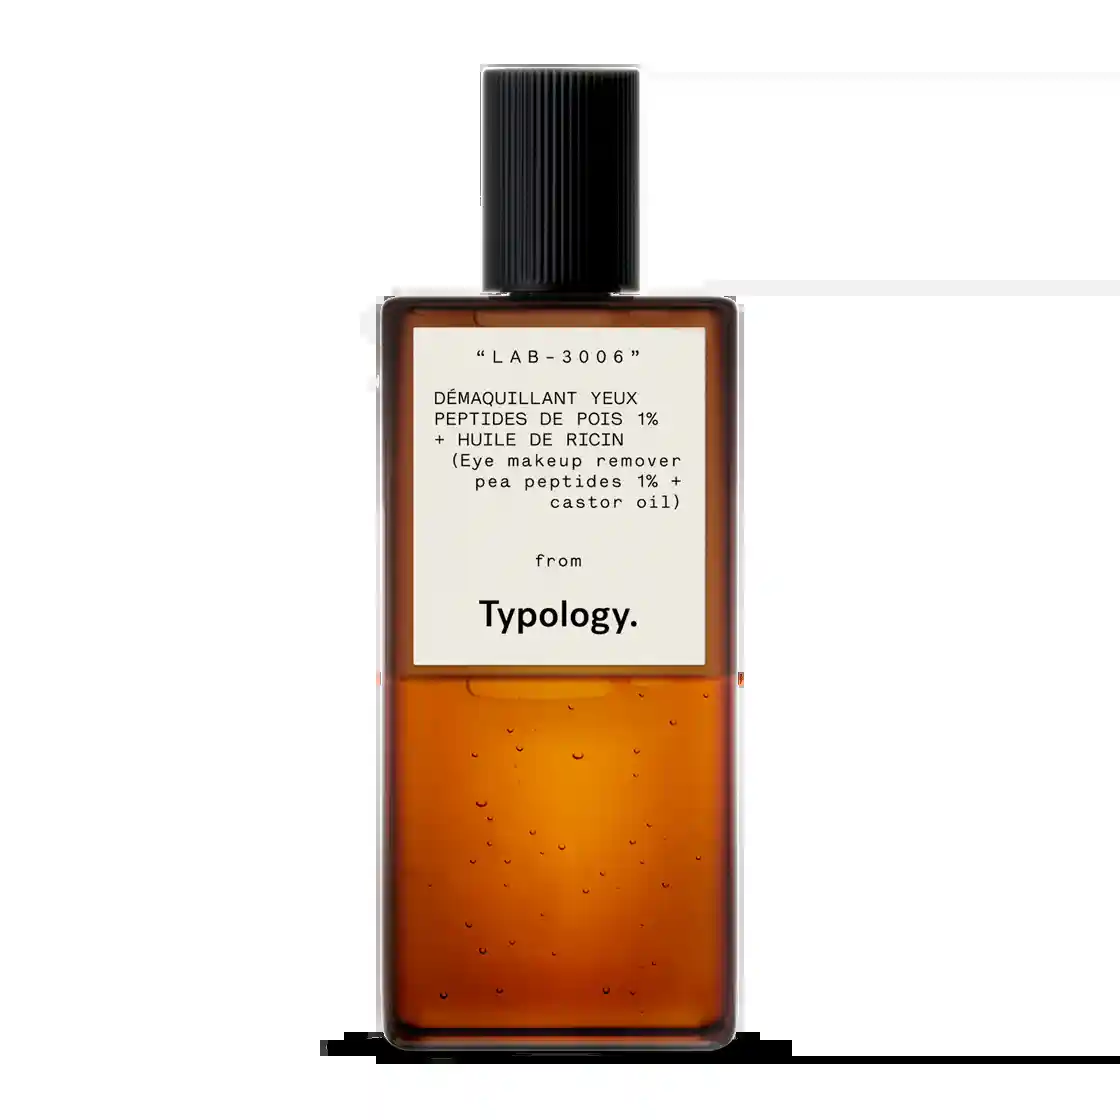 “LAB-3006”
DÉMAQUILLANT YEUX
PEPTIDES DE POIS 1%
+ HUILE DE RICIN
(Eye makeup remover
pea peptides 1% +
castor oil)
from
Typology.